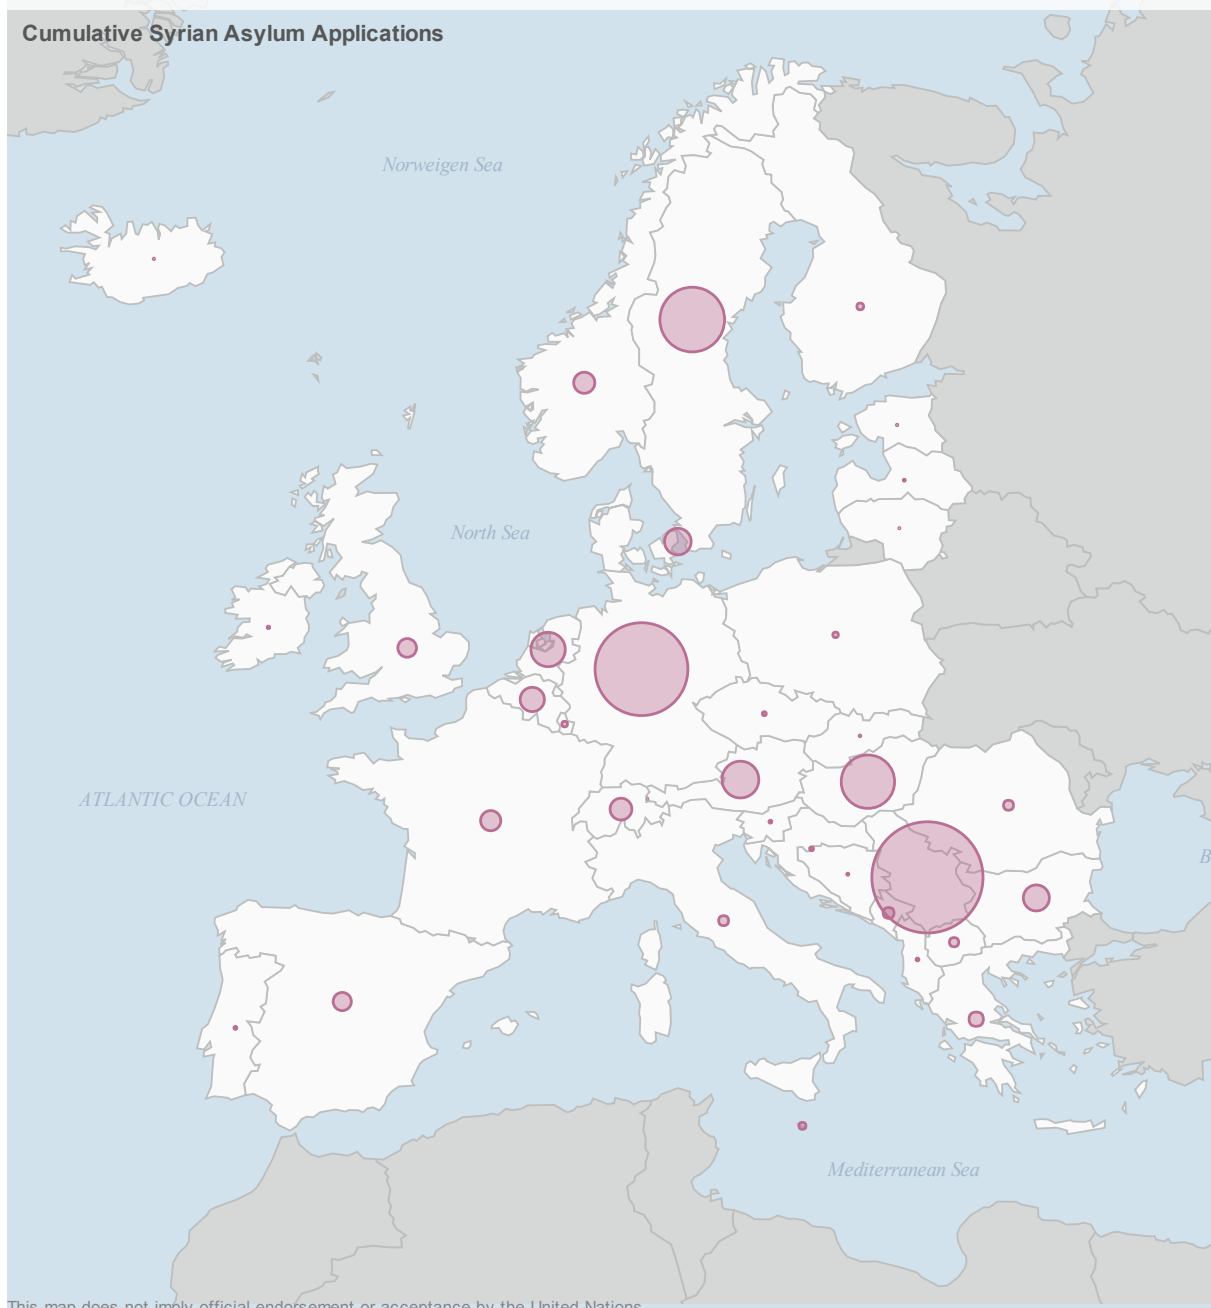 Cumulative Syrian Asylum Applications
Norweigen Sea
North Sea
ATLANTIC OCEAN
B
Mediterranean Sea
This map does not imply official endorsement or acceptance by the United Nations